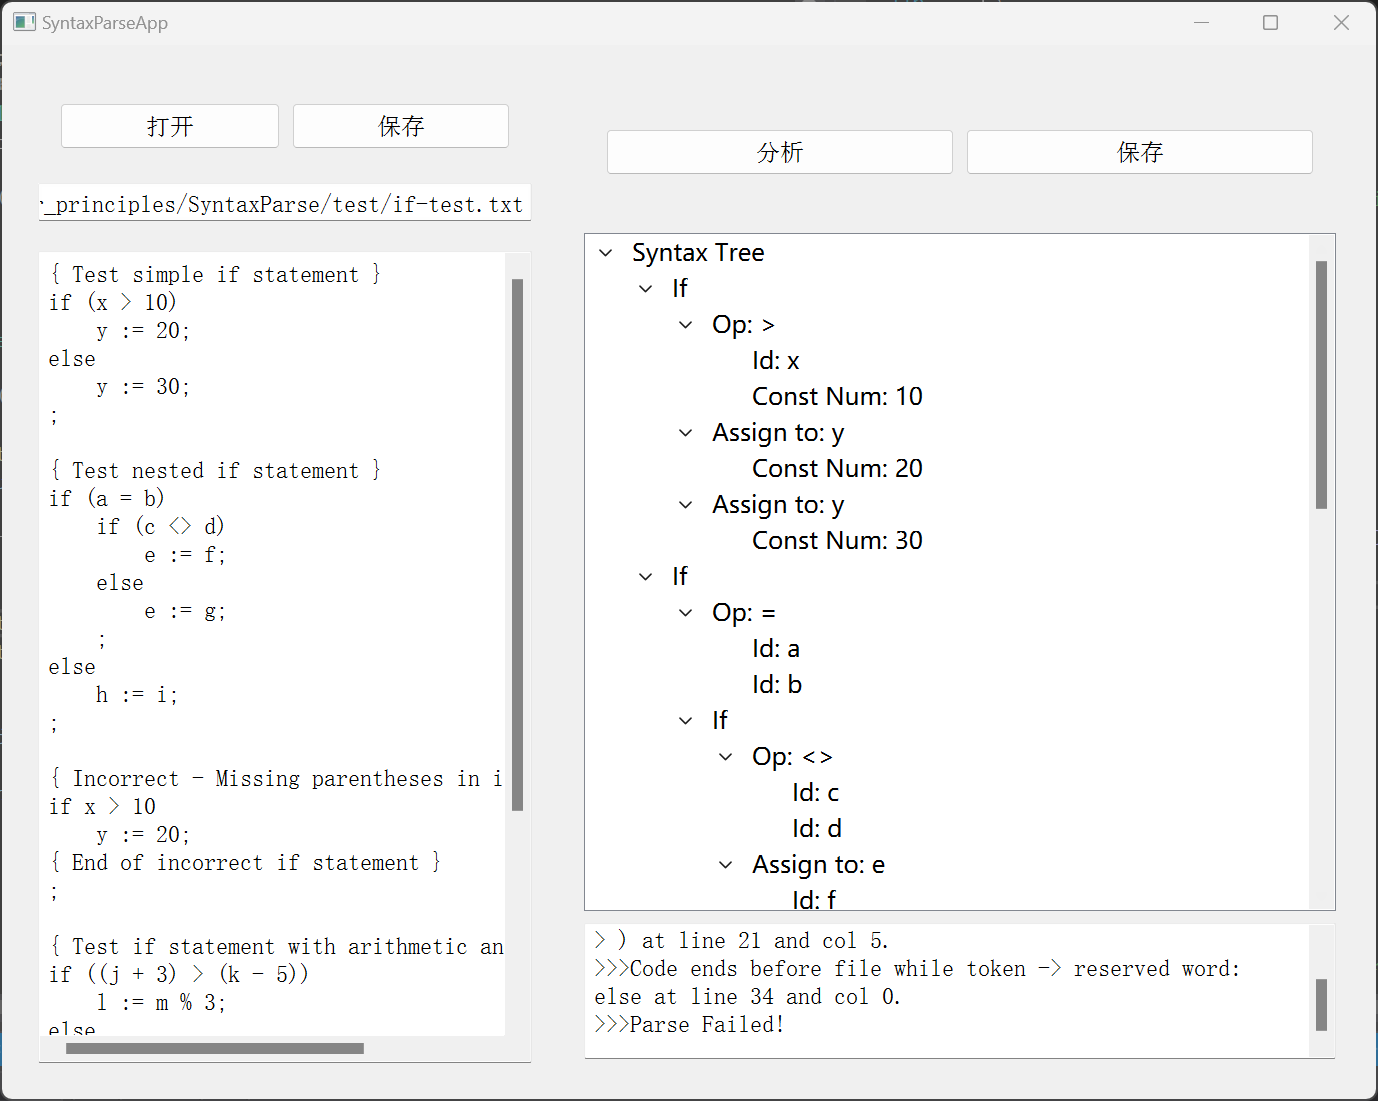 SyntaxParseApp
打开
保存
分析
保存
r_principles/SyntaxParse/test/if-test.txt
{ Test simple if statement }
if (x > 10)
    y := 20;
else
    y := 30;
;
{ Test nested if statement }
if (a = b)
    if (c <> d)
        e := f;
    else
        e := g;
    ;
else
    h := i;
;
{ Incorrect - Missing parentheses in i
if x > 10
    y := 20;
{ End of incorrect if statement }
;
{ Test if statement with arithmetic an
if ((j + 3) > (k - 5))
    l := m % 3;
else
Syntax Tree
If
Op: >
Id: x
Const Num: 10
Assign to: y
Const Num: 20
Assign to: y
Const Num: 30
If
Op: =
Id: a
Id: b
If
Op: <>
Id: c
Id: d
Assign to: e
Id: f
> ) at line 21 and col 5.
>>>Code ends before file while token -> reserved word:
else at line 34 and col 0.
>>>Parse Failed!